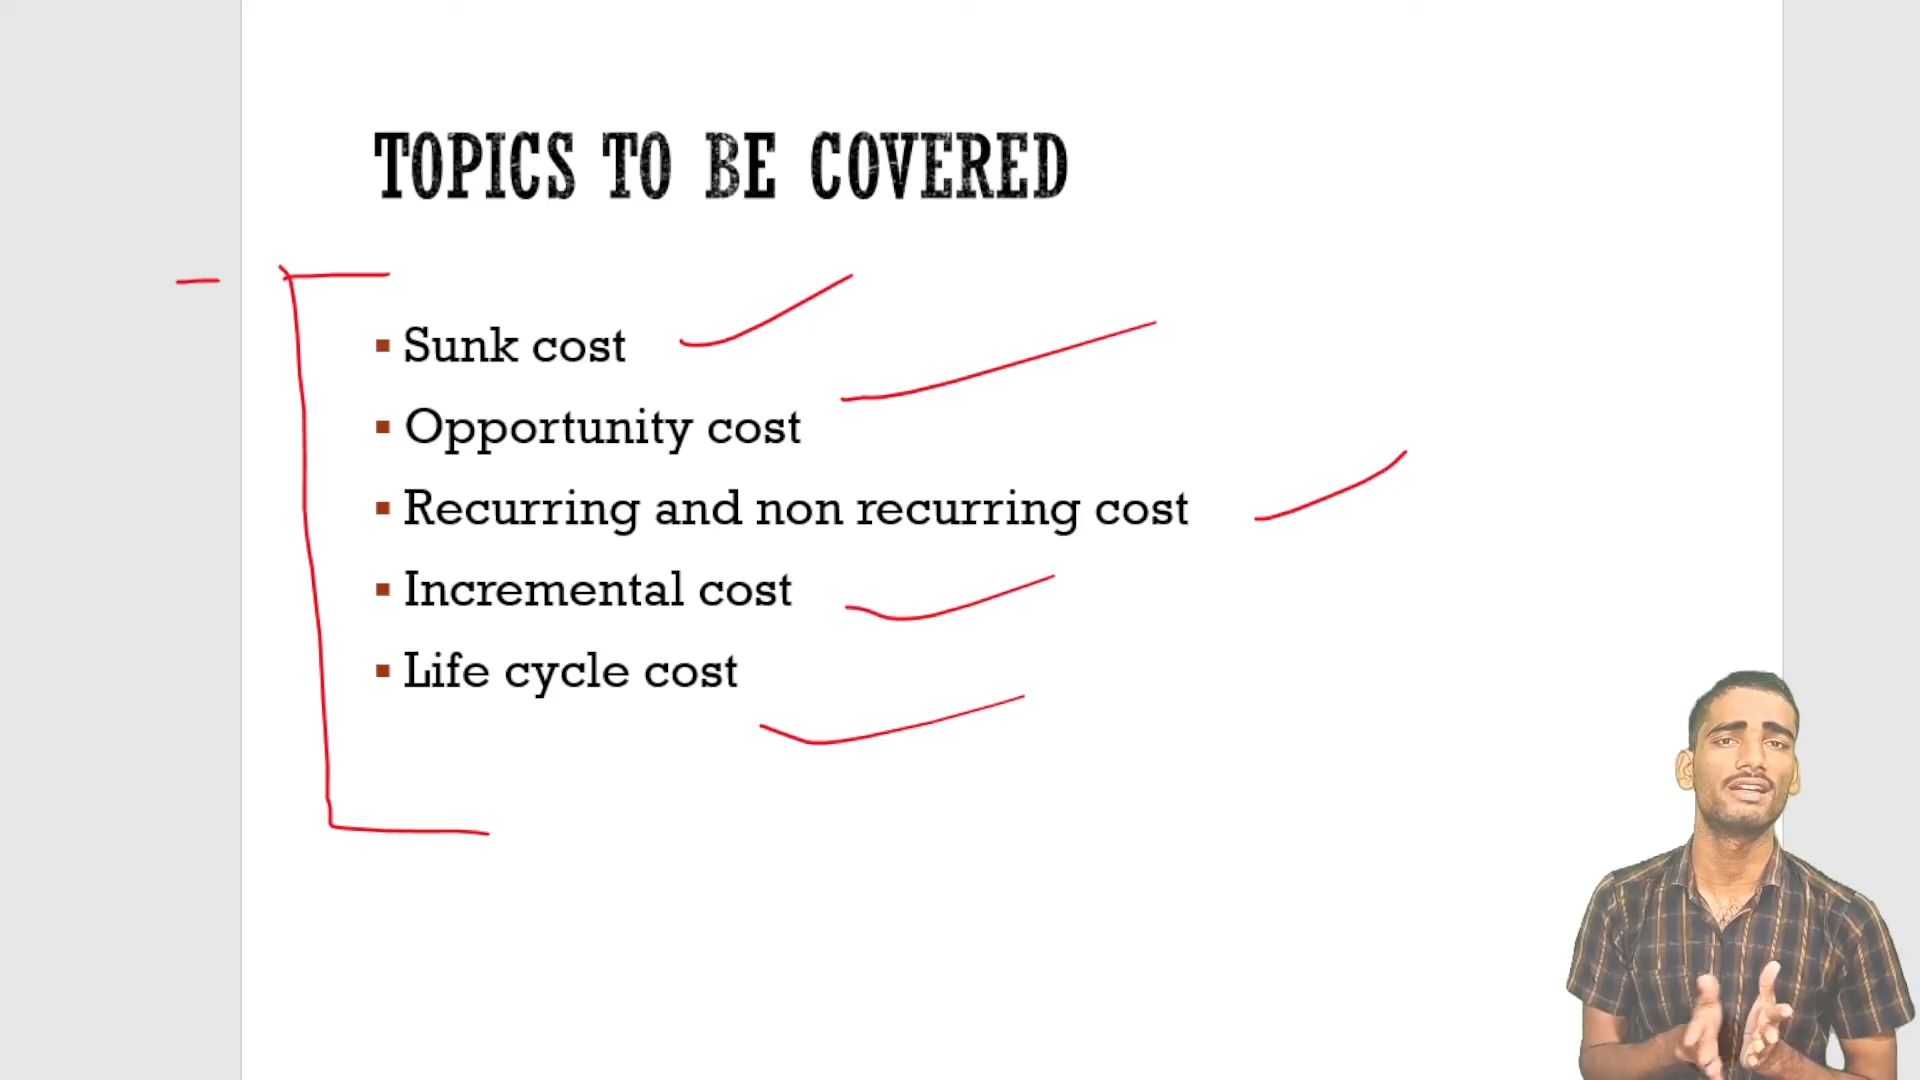 TOPICS TO BE COVERED
▪ Sunk cost
▪ Opportunity cost
▪ Recurring and non recurring cost
▪ Incremental cost
▪ Life cycle cost